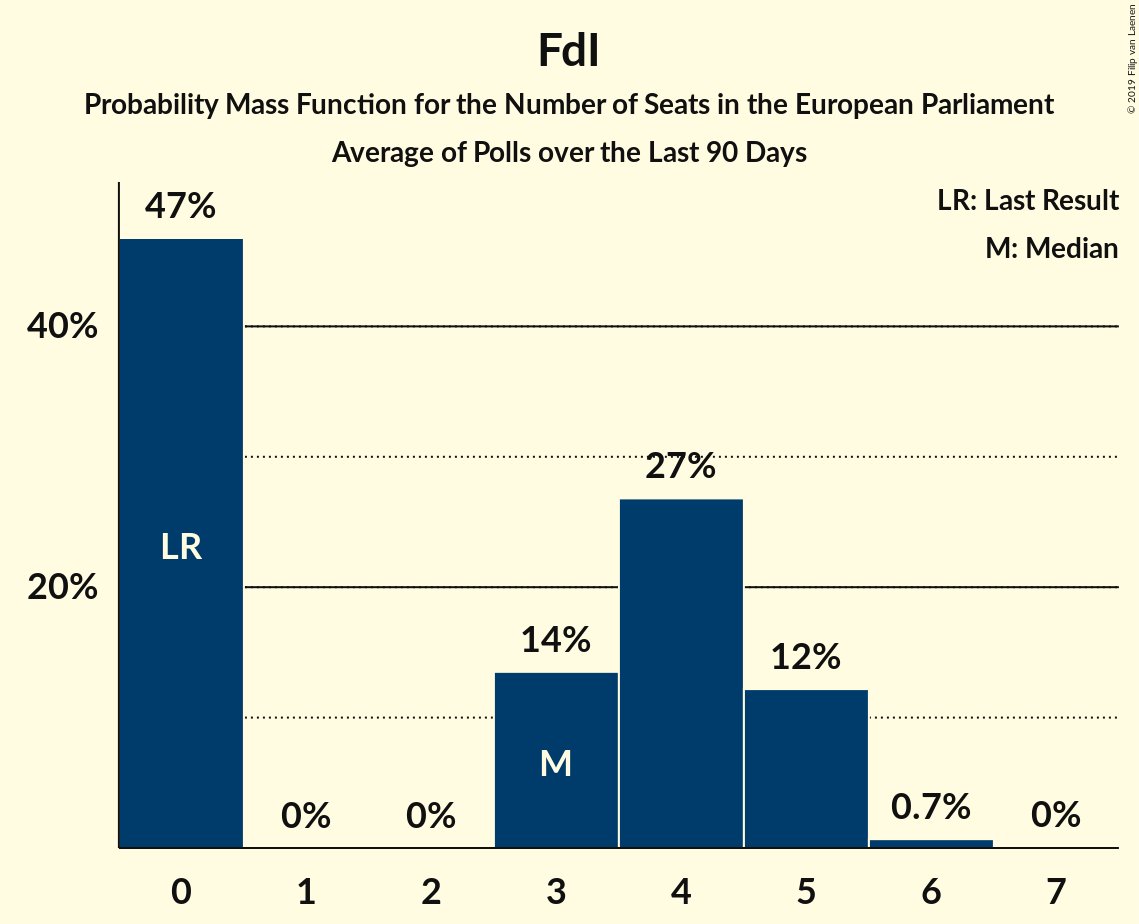 FdI
Probability Mass Function for the Number of Seats in the European Parliament
Average of Polls over the Last 90 Days
© 2019 Filip van Laenen
LR: Last Result
M: Median
47%
40%
27%
LR
20%
14%
12%
M
0%
0%
0.7%
0%
0 1 2 3 4 5 6 7